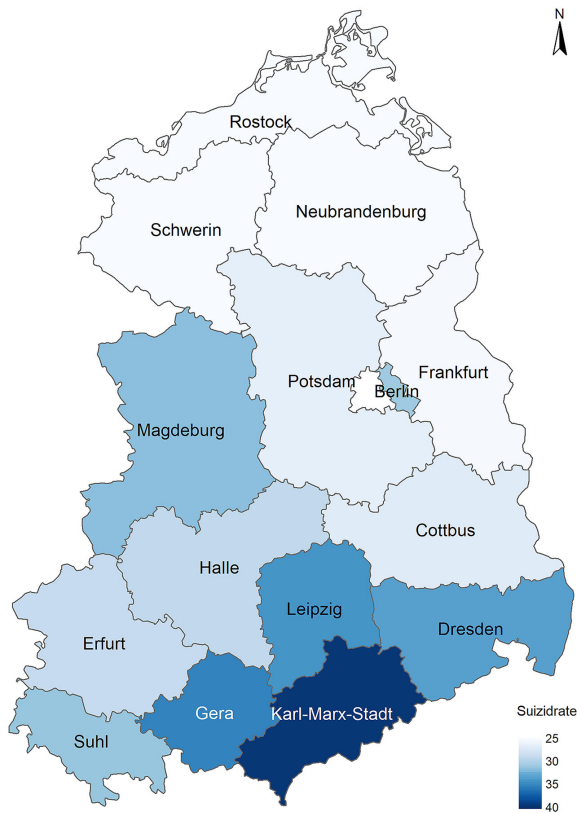 N
Rostock
Neubrandenburg
Schwerin
Frankfurt
Potsdam
Berlin
Magdeburg
Cottbus
Halle
Leipzig
Dresden
Erfurt
Gera
Karl-Marx-Stadt
Suhl
Suizidrate
25
30
35
40